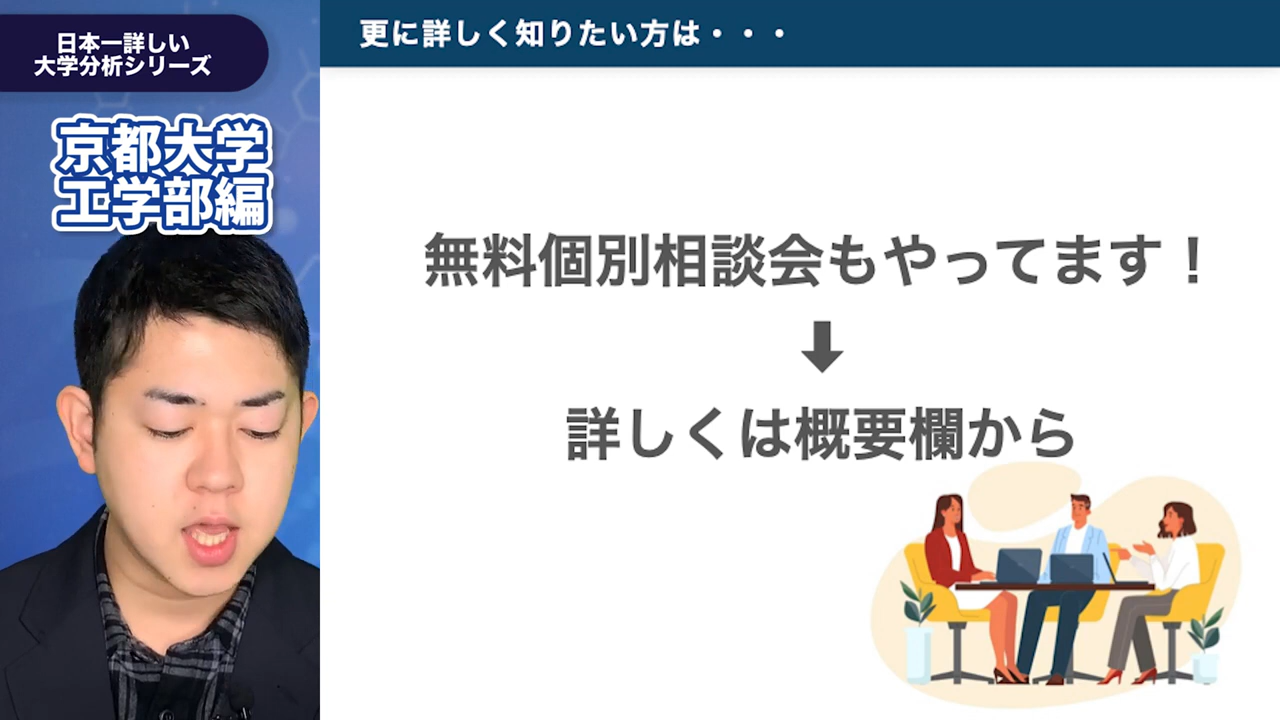 日本一詳しい
大学分析シリーズ
京都大学
工学部編
更に詳しく知りたい方は・・・
無料個別相談会もやってます！
詳しくは概要欄から